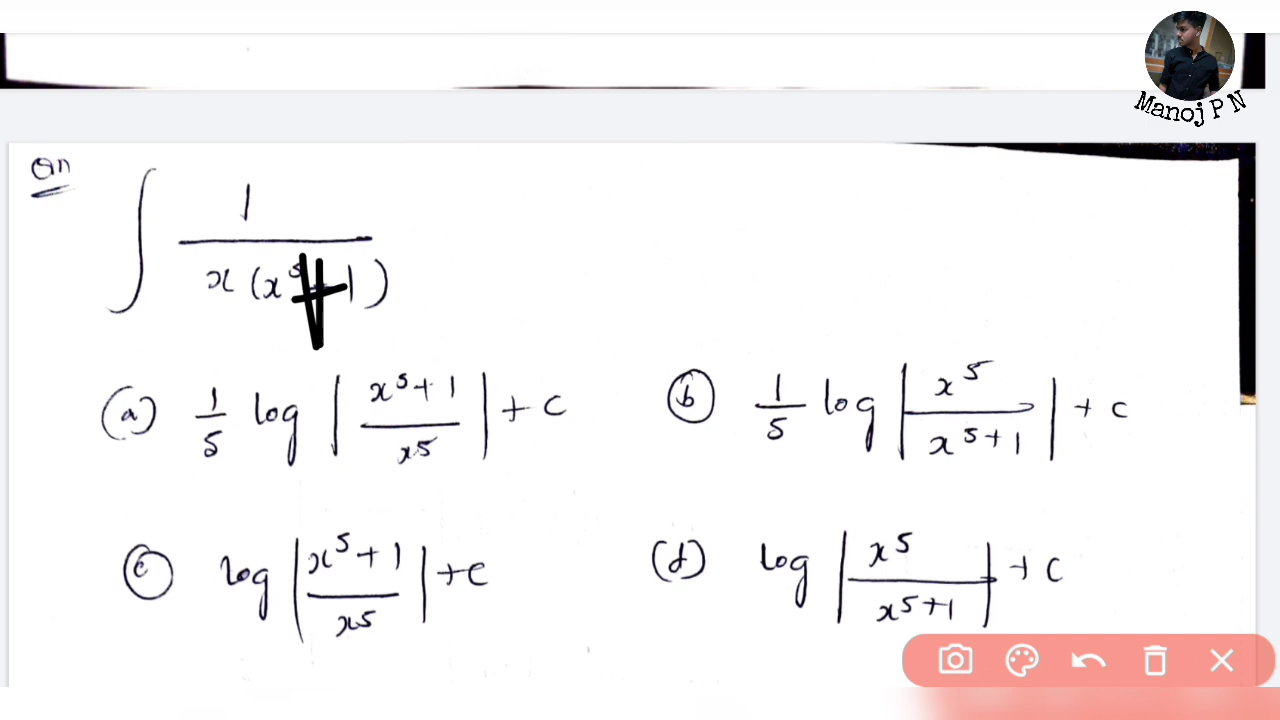 Manoj P N
Qn
∫ 1 / x(x⁵+1)
(a) 1/5 log |x⁵+1 / x⁵| + c
(b) 1/5 log |x⁵ / x⁵+1| + c
(c) log |x⁵+1 / x⁵| + c
(d) log |x⁵ / x⁵+1| + c